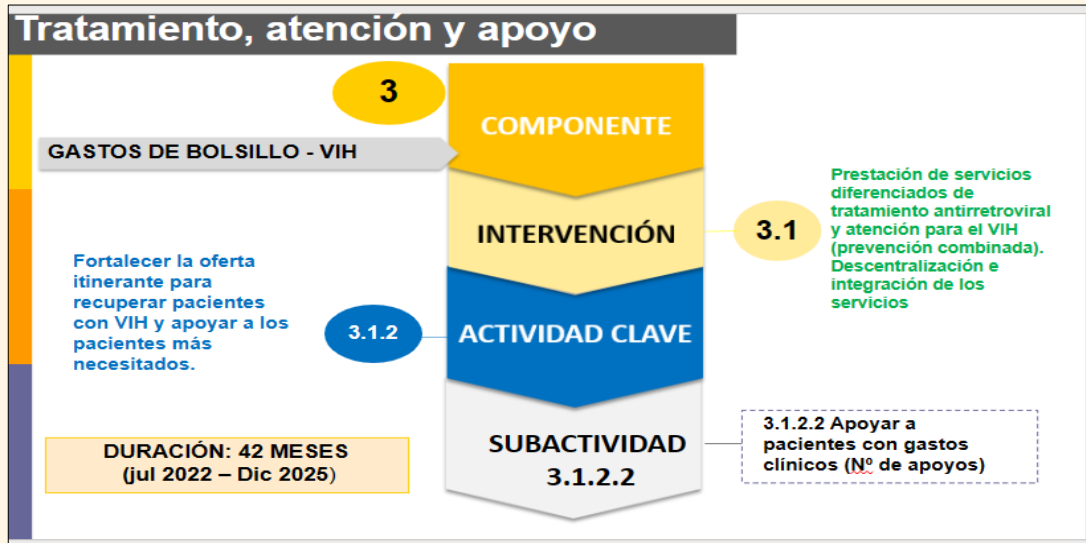 Tratamiento, atención y apoyo
3
COMPONENTE
GASTOS DE BOLSILLO - VIH
INTERVENCIÓN
3.1
Prestación de servicios
diferenciados de
tratamiento antirretroviral
y atención para el VIH
(prevención combinada).
Descentralización e
integración de los
servicios
Fortalecer la oferta
itinerante para
recuperar pacientes
con VIH y apoyar a los
pacientes más
necesitados.
3.1.2
ACTIVIDAD CLAVE
SUBACTIVIDAD
3.1.2.2
3.1.2.2 Apoyar a
pacientes con gastos
clínicos (Nº de apoyos)
DURACIÓN: 42 MESES
(jul 2022 – Dic 2025)